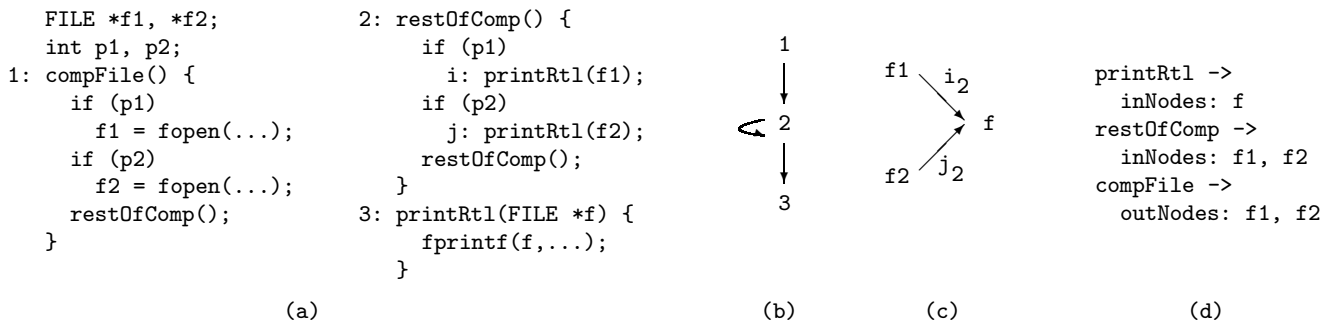 FILE *f1, *f2;
int p1, p2;
1: compFile() {
if (p1)
f1 = fopen(...);
if (p2)
f2 = fopen(...);
restOfComp();
}
2: restOfComp() {
if (p1)
i: printRtl(f1);
if (p2)
j: printRtl(f2);
restOfComp();
}
3: printRtl(FILE *f) {
fprintf(f,...);
}
(a)
1
2
3
(b)
f1
i2
f
f2
j2
(c)
printRtl ->
inNodes: f
restOfComp ->
inNodes: f1, f2
compFile ->
outNodes: f1, f2
(d)